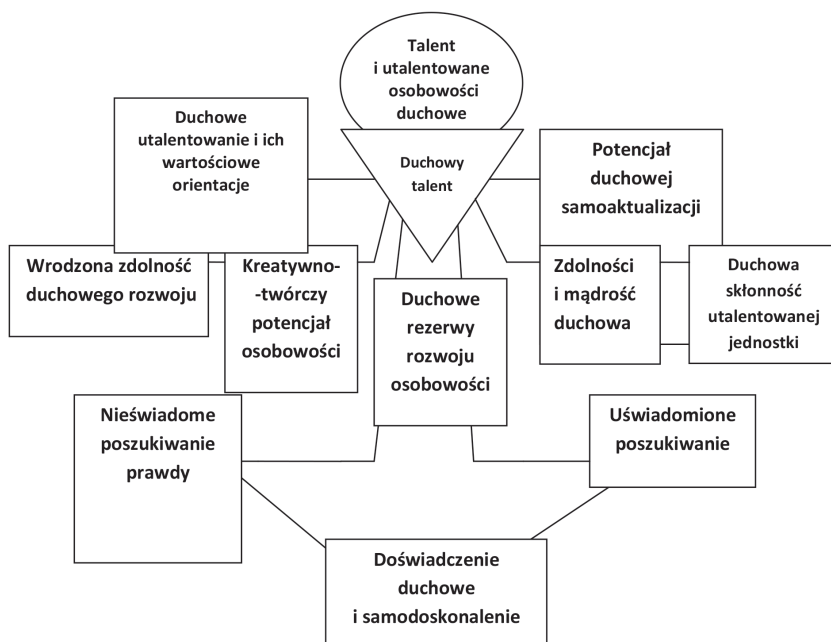 Talent
i utalentowane
osobowości
duchowe
Duchowe
utalentowanie i ich
wartościowe
orientacje
Duchowy
talent
Potencjał
duchowej
samoaktualizacji
Wrodzona zdolność
duchowego rozwoju
Kreatywno-
-twórczy
potencjał
osobowości
Duchowe
rezerwy
rozwoju
osobowości
Zdolności
i mądrość
duchowa
Duchowa
skłonność
utalentowanej
jednostki
Nieświadome
poszukiwanie
prawdy
Uświadomione
poszukiwanie
Doświadczenie
duchowe
i samodoskonalenie